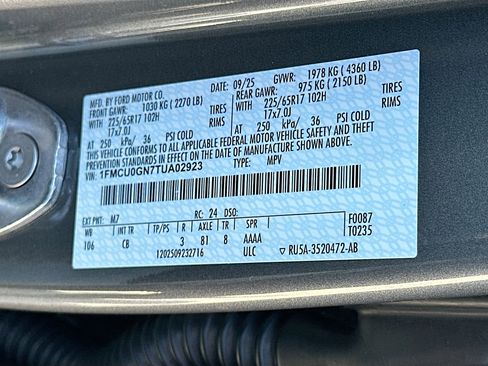 MFD. BY FORD MOTOR CO. 09/25 GVWR: 1978 KG ( 4360 LB)
FRONT GAWR: 1030 KG ( 2270 LB) REAR GAWR: 975 KG ( 2150 LB)
WITH 225/65R17 102H TIRES WITH 225/65R17 102H TIRES
17x7.0J RIMS 17x7.0J RIMS
AT 250 kPa/ 36 PSI COLD AT 250 kPa/ 36 PSI COLD
THIS VEHICLE CONFORMS TO ALL APPLICABLE FEDERAL MOTOR VEHICLE SAFETY AND THEFT
PREVENTION STANDARDS IN EFFECT ON THE DATE OF MANUFACTURE SHOWN ABOVE.
VIN: 1FMCU0GN7TUA02923 TYPE: MPV
EXT PNT: M7 RC: 24 DSO: F0087
WB INT TR TP/PS R AXLE TR SPR T0235
106 CB 3 81 8 AAAA
1202509232716 ULC ▽ RU5A-3520472-AB